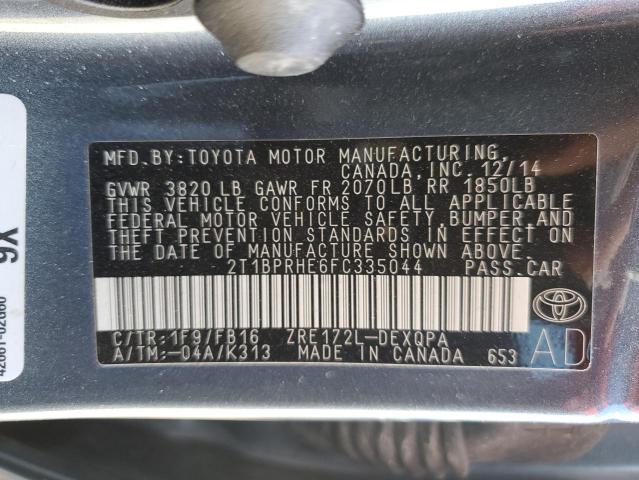 MFD.BY:TOYOTA MOTOR MANUFACTURING,
CANADA, INC. 12/14
GVWR 3820 LB GAWR FR 2070LB RR 1850LB
THIS VEHICLE CONFORMS TO ALL APPLICABLE
FEDERAL MOTOR VEHICLE SAFETY, BUMPER, AND
THEFT PREVENTION STANDARDS IN EFFECT ON
THE DATE OF MANUFACTURE SHOWN ABOVE.
2T1BPRHE6FC335044 PASS.CAR
C/TR:1F9/FB16 ZRE172L-DEXQPA
A/TM:-04A/K313 MADE IN CANADA 653
AD
9X